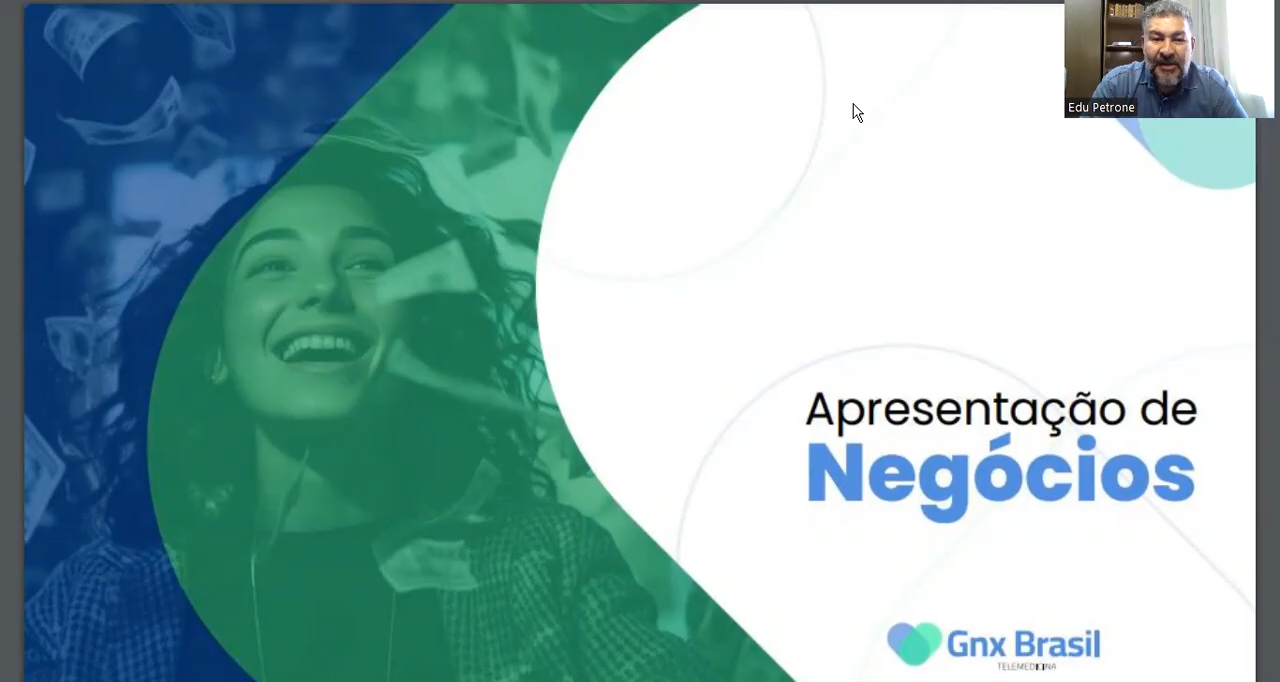 Edu Petrone
Apresentação de
Negócios
Gnx Brasil
TELEMEDICINA